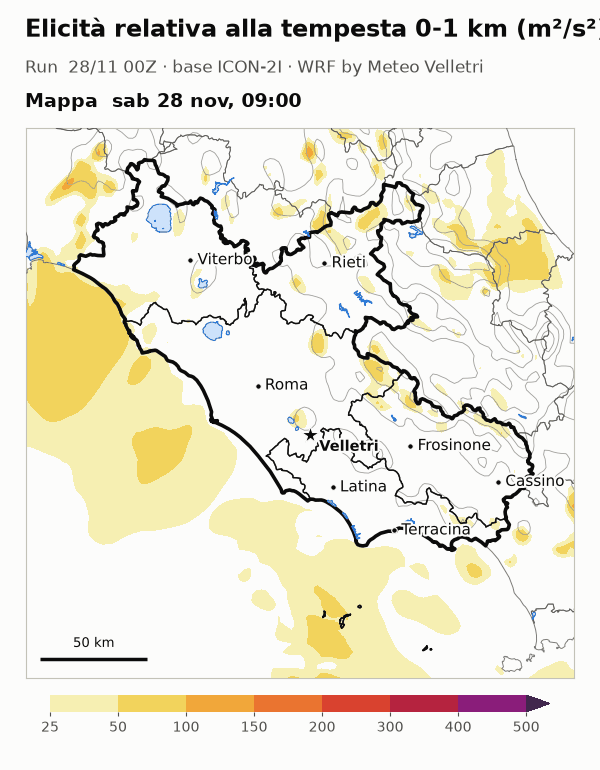 Elicità relativa alla tempesta 0-1 km (m²/s²)
Run  28/11 00Z · base ICON-2I · WRF by Meteo Velletri
Mappa  sab 28 nov, 09:00
Viterbo
Rieti
Roma
Velletri
Frosinone
Cassino
Latina
Terracina
50 km
25 50 100 150 200 300 400 500